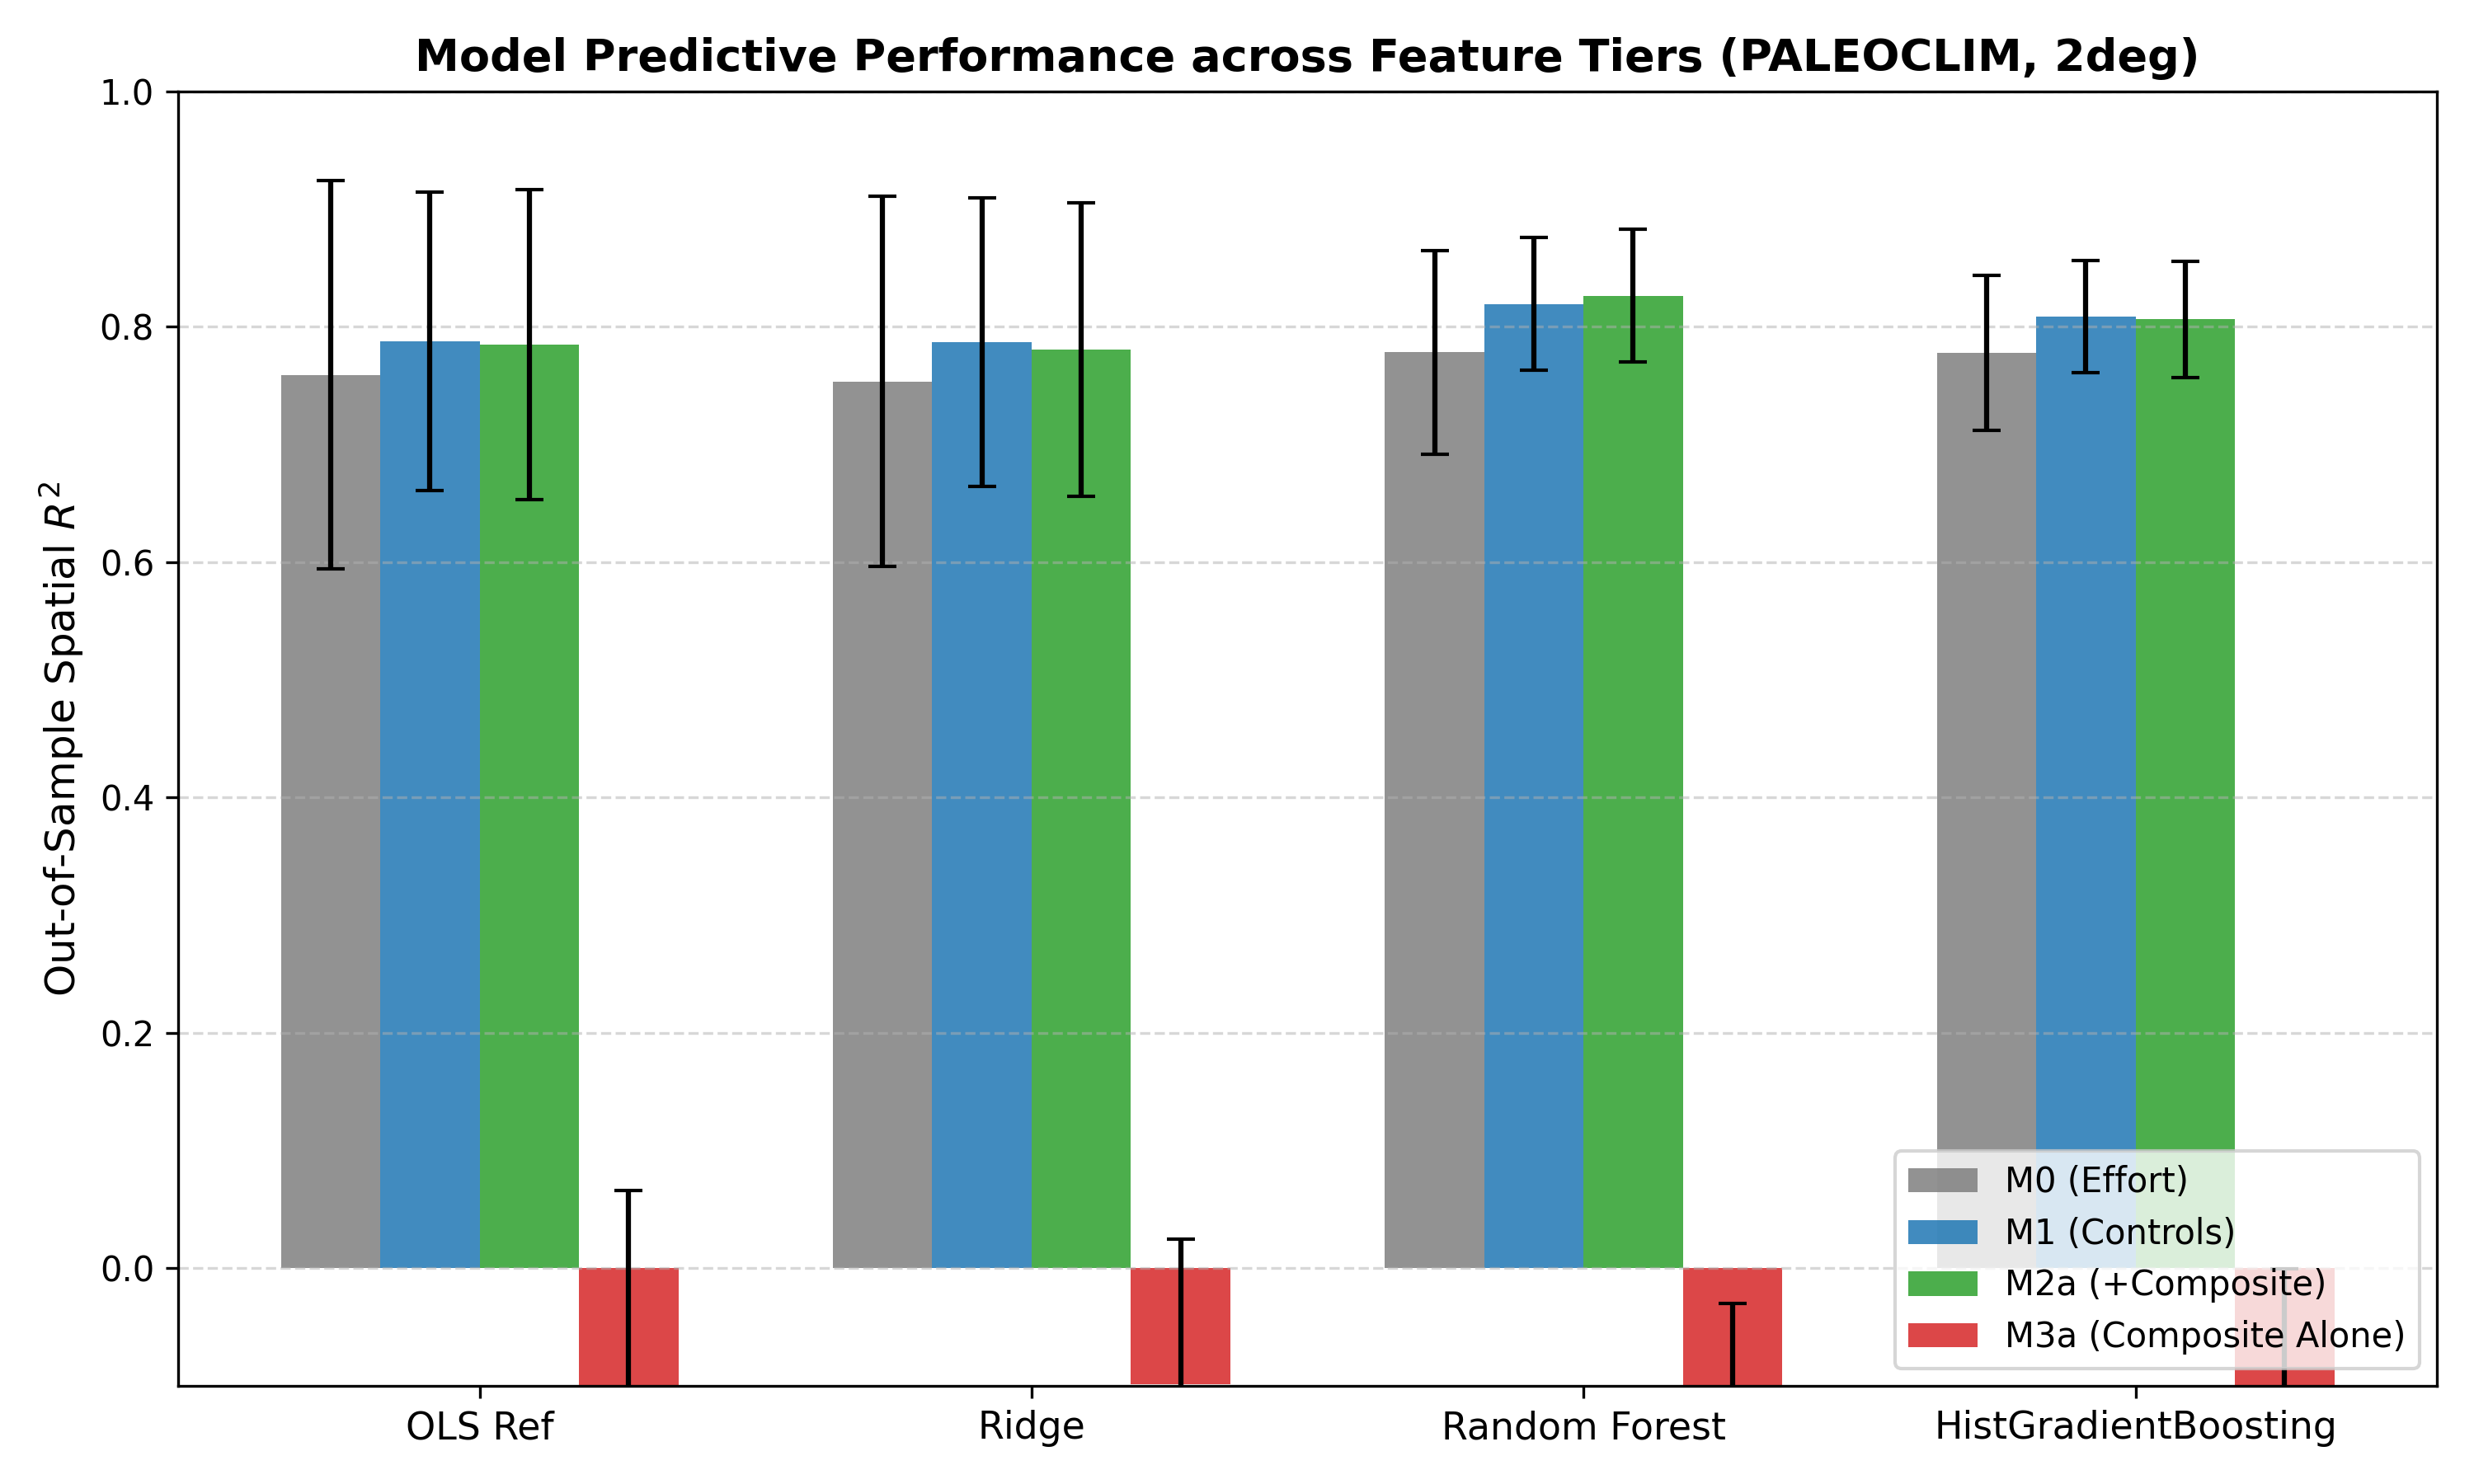 Model Predictive Performance across Feature Tiers (PALEOCLIM, 2deg)
Out-of-Sample Spatial R²
1.0
0.8
0.6
0.4
0.2
0.0
M0 (Effort)
M1 (Controls)
M2a (+Composite)
M3a (Composite Alone)
OLS Ref
Ridge
Random Forest
HistGradientBoosting